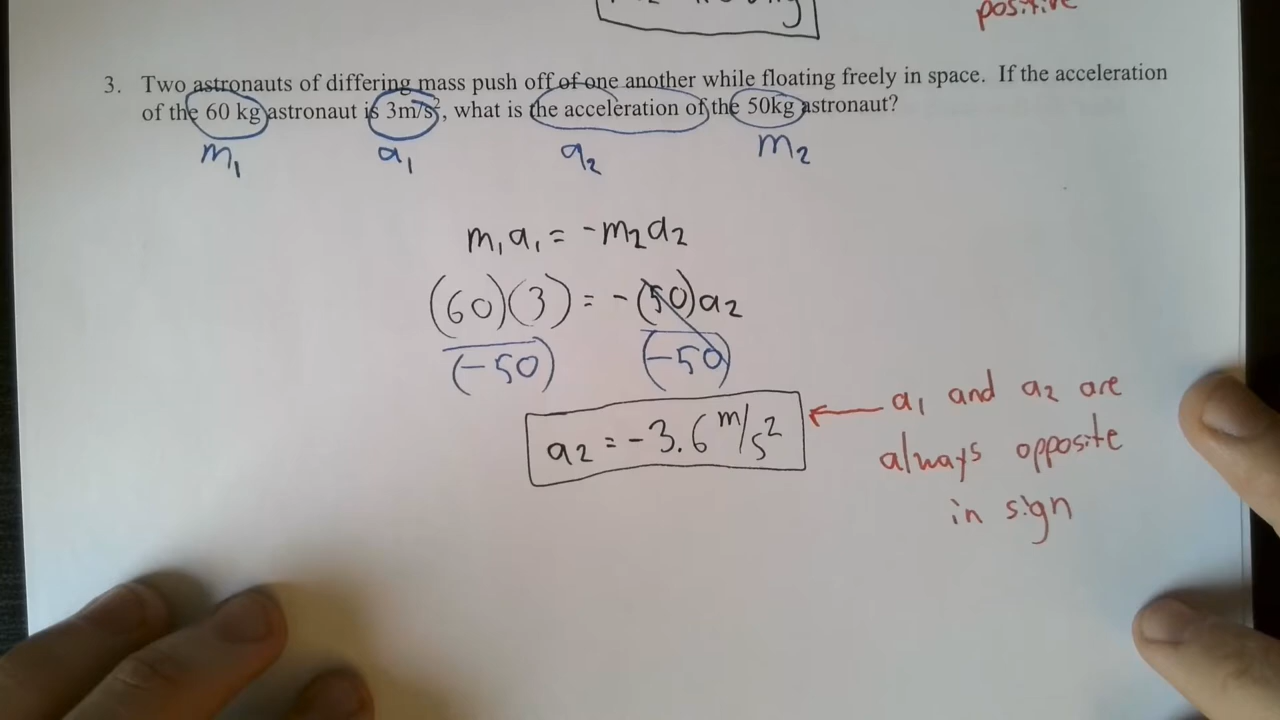 positive
3. Two astronauts of differing mass push off of one another while floating freely in space. If the acceleration
of the 60 kg astronaut is 3m/s², what is the acceleration of the 50kg astronaut?
m₁ a₁ a₂ m₂
m₁a₁ = -m₂a₂
(60)(3) = -(50)a₂
(-50) (-50)
a₂ = -3.6 m/s²
← a₁ and a₂ are
always opposite
in sign